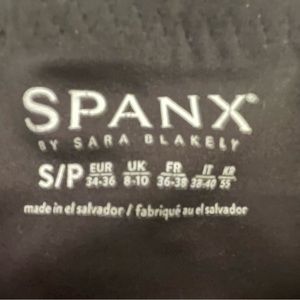 SPANX®
BY SARA BLAKELY
S/P EUR 34-36 UK 8-10 FR 36-38 IT 38-40 KR 55
made in el salvador / fabriqué au el salvador